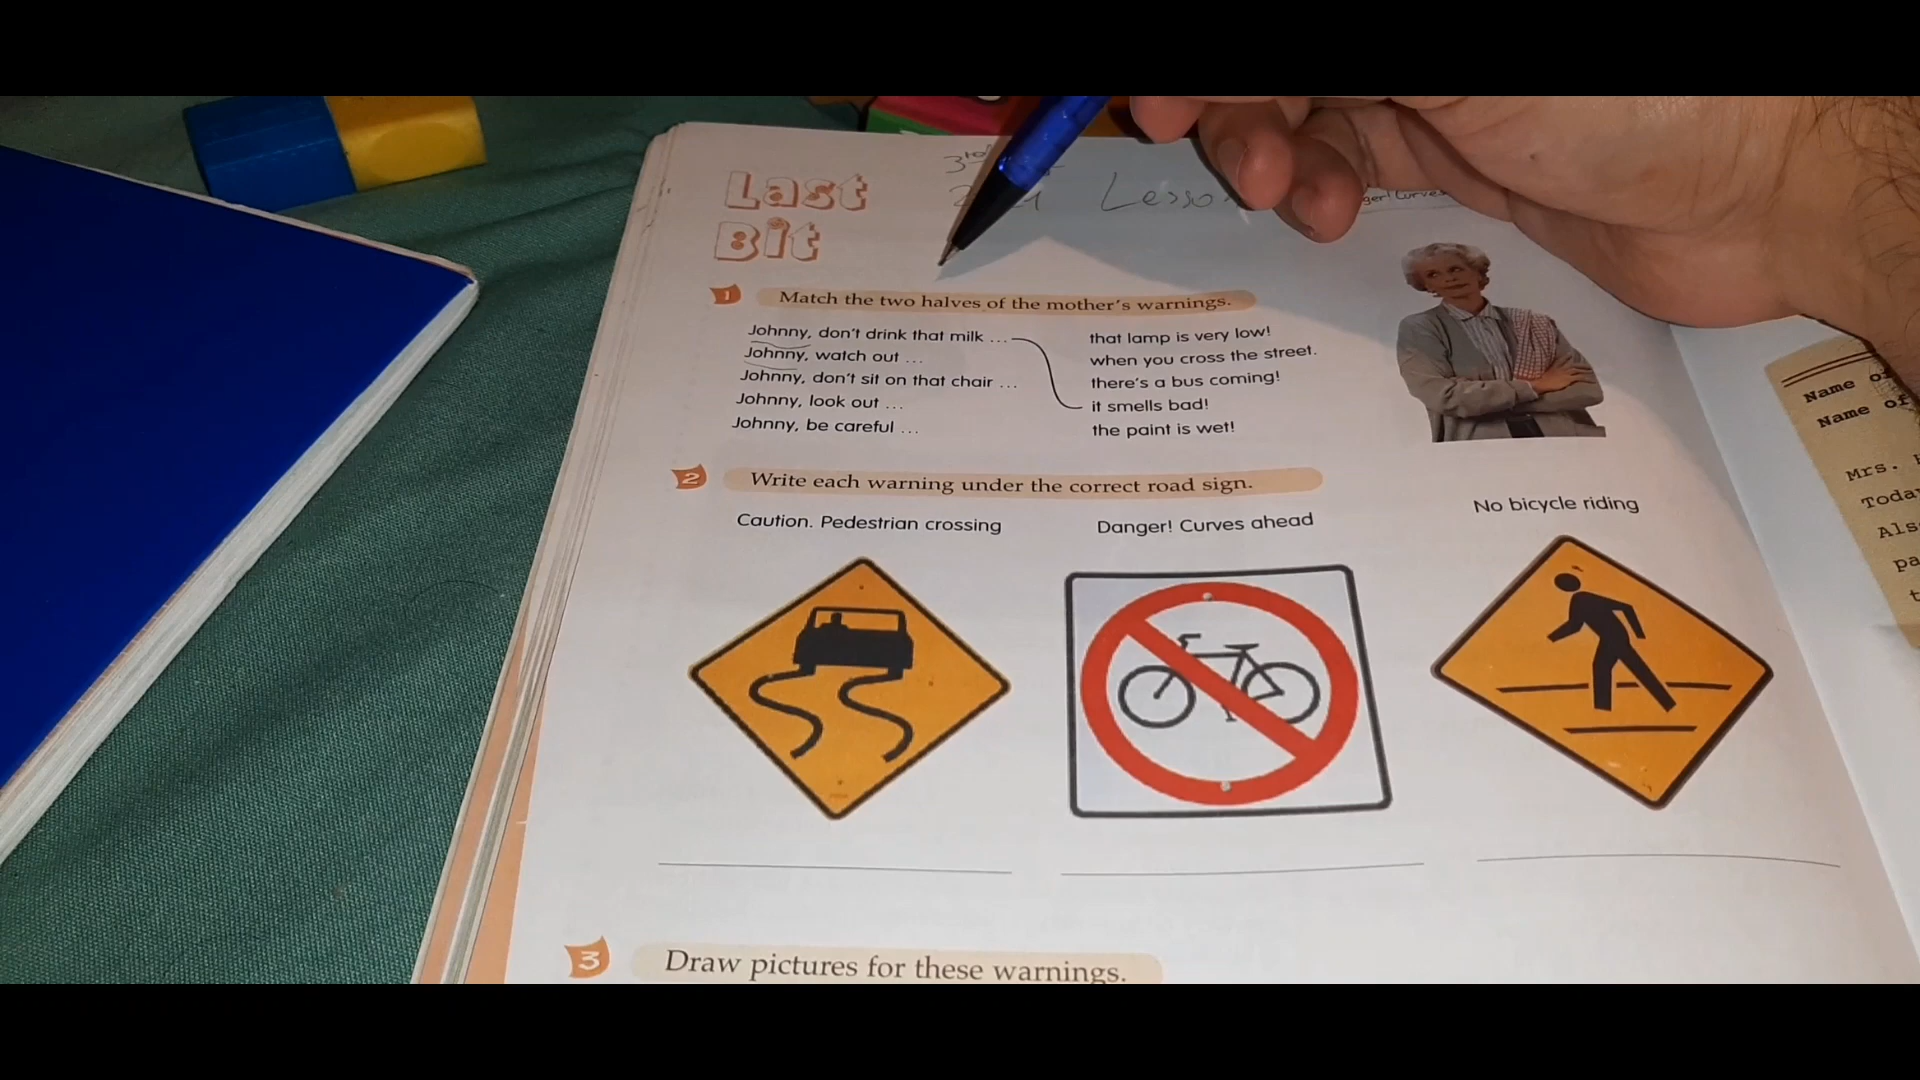 Last
Bit
Lesson
1 Match the two halves of the mother's warnings.
Johnny, don't drink that milk ...
Johnny, watch out ...
Johnny, don't sit on that chair ...
Johnny, look out ...
Johnny, be careful ...
that lamp is very low!
when you cross the street.
there's a bus coming!
it smells bad!
the paint is wet!
2 Write each warning under the correct road sign.
Caution. Pedestrian crossing
Danger! Curves ahead
No bicycle riding
3 Draw pictures for these warnings.
Name of
Name of
Mrs.